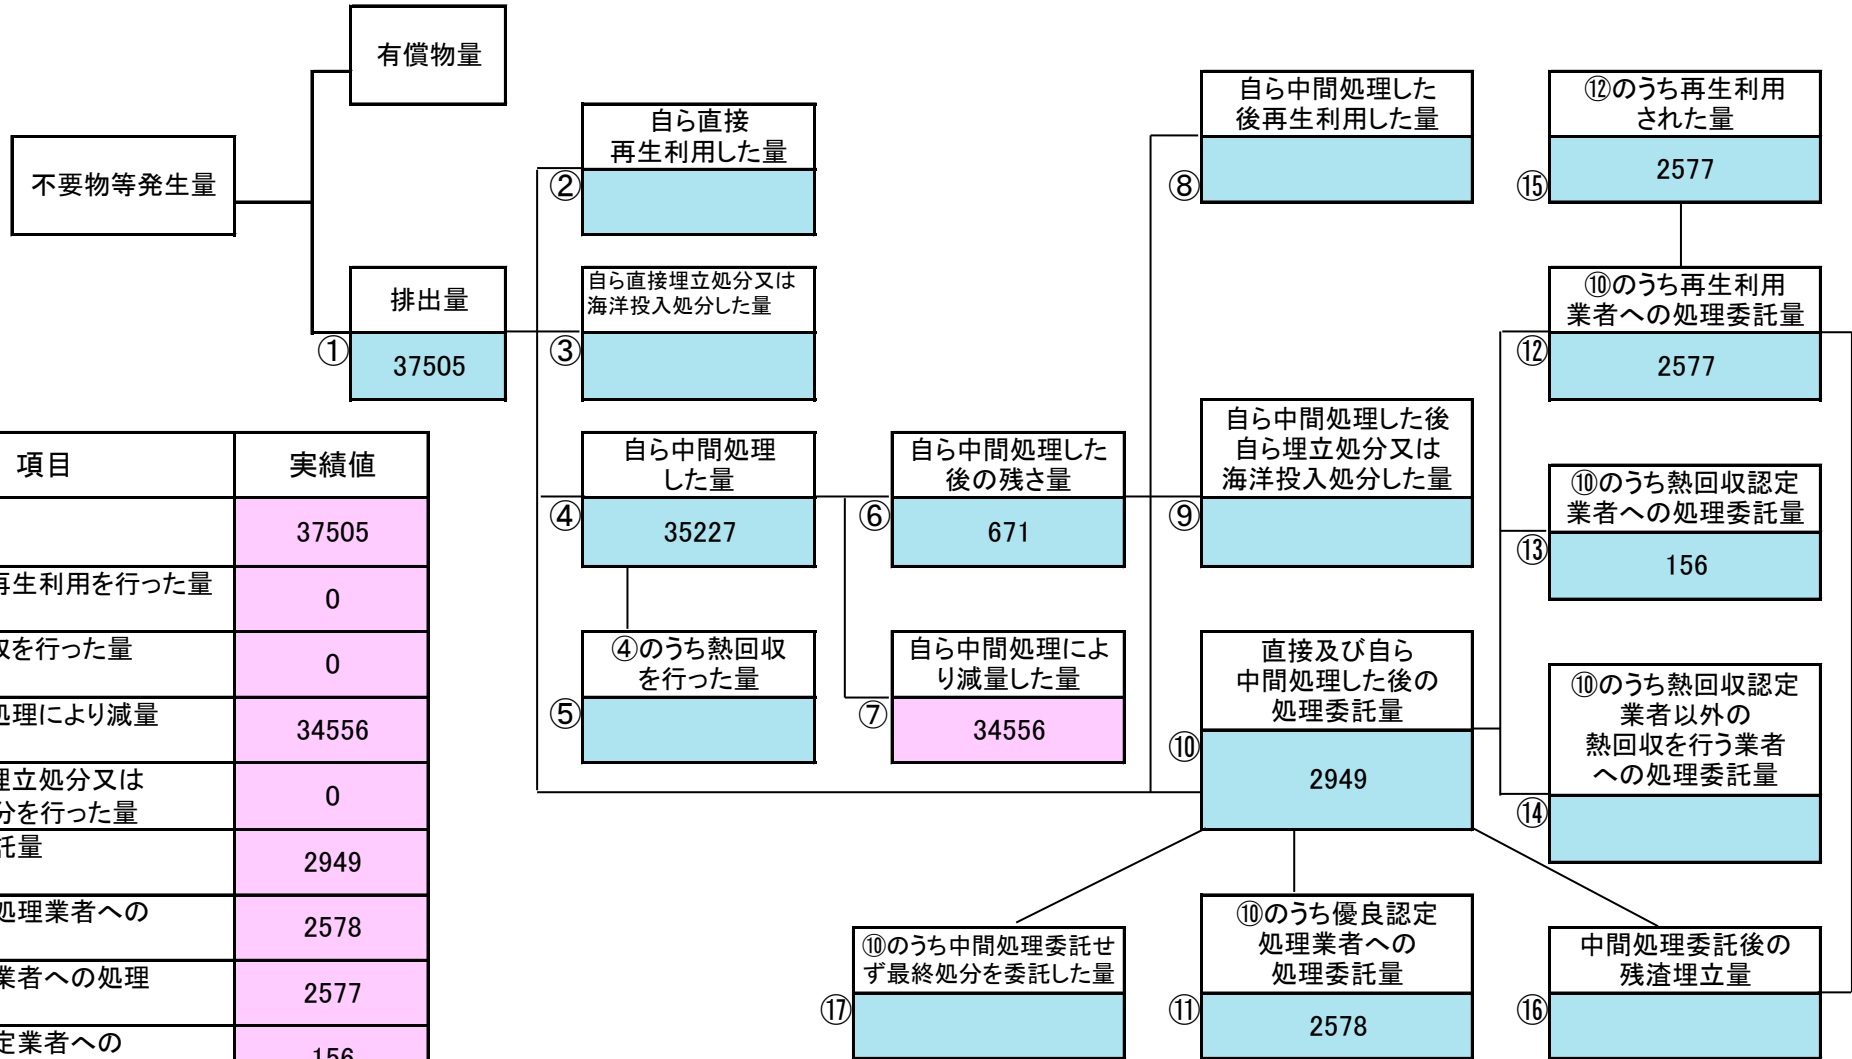 有償物量
不要物等発生量
排出量
①
37505
自ら直接
再生利用した量
②
自ら直接埋立処分又は
海洋投入処分した量
③
自ら中間処理
した量
④
35227
④のうち熱回収
を行った量
⑤
自ら中間処理した
後の残さ量
⑥
671
自ら中間処理によ
り減量した量
⑦
34556
自ら中間処理した
後再生利用した量
⑧
自ら中間処理した後
自ら埋立処分又は
海洋投入処分した量
⑨
直接及び自ら
中間処理した後の
処理委託量
⑩
2949
⑩のうち優良認定
処理業者への
処理委託量
⑪
2578
⑫のうち再生利用
された量
⑮
2577
⑩のうち再生利用
業者への処理委託量
⑫
2577
⑩のうち熱回収認定
業者への処理委託量
⑬
156
⑩のうち熱回収認定
業者以外の
熱回収を行う業者
への処理委託量
⑭
中間処理委託後の
残渣埋立量
⑯
⑩のうち中間処理委託せ
ず最終処分を委託した量
⑰
項目
実績値
37505
再生利用を行った量
0
を行った量
0
処理により減量
34556
埋立処分又は
分を行った量
0
託量
2949
処理業者への
2578
業者への処理
2577
定業者への
156